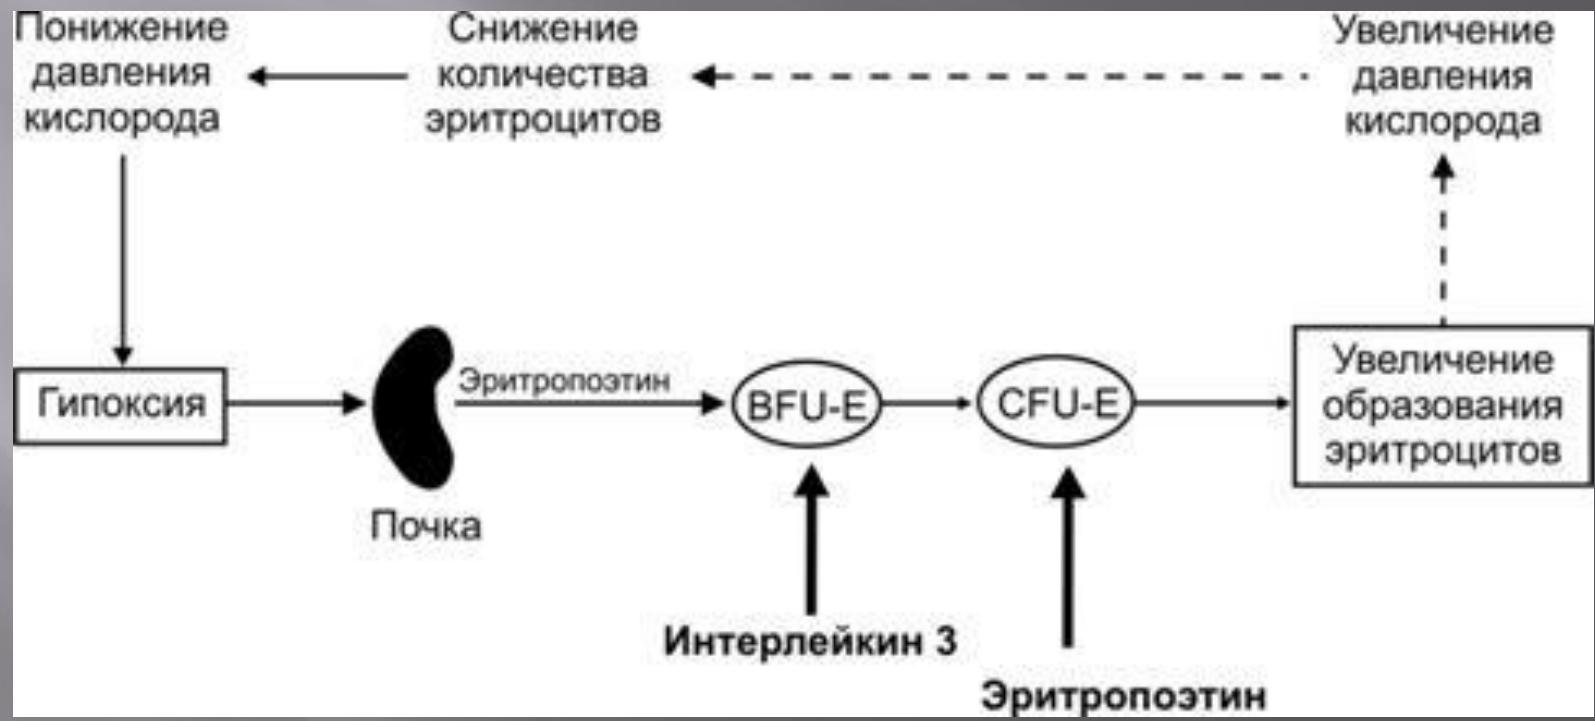 Понижение
давления
кислорода
Снижение
количества
эритроцитов
Увеличение
давления
кислорода
Гипоксия
Почка
Эритропоэтин
BFU-E
CFU-E
Увеличение
образования
эритроцитов
Интерлейкин 3
Эритропоэтин